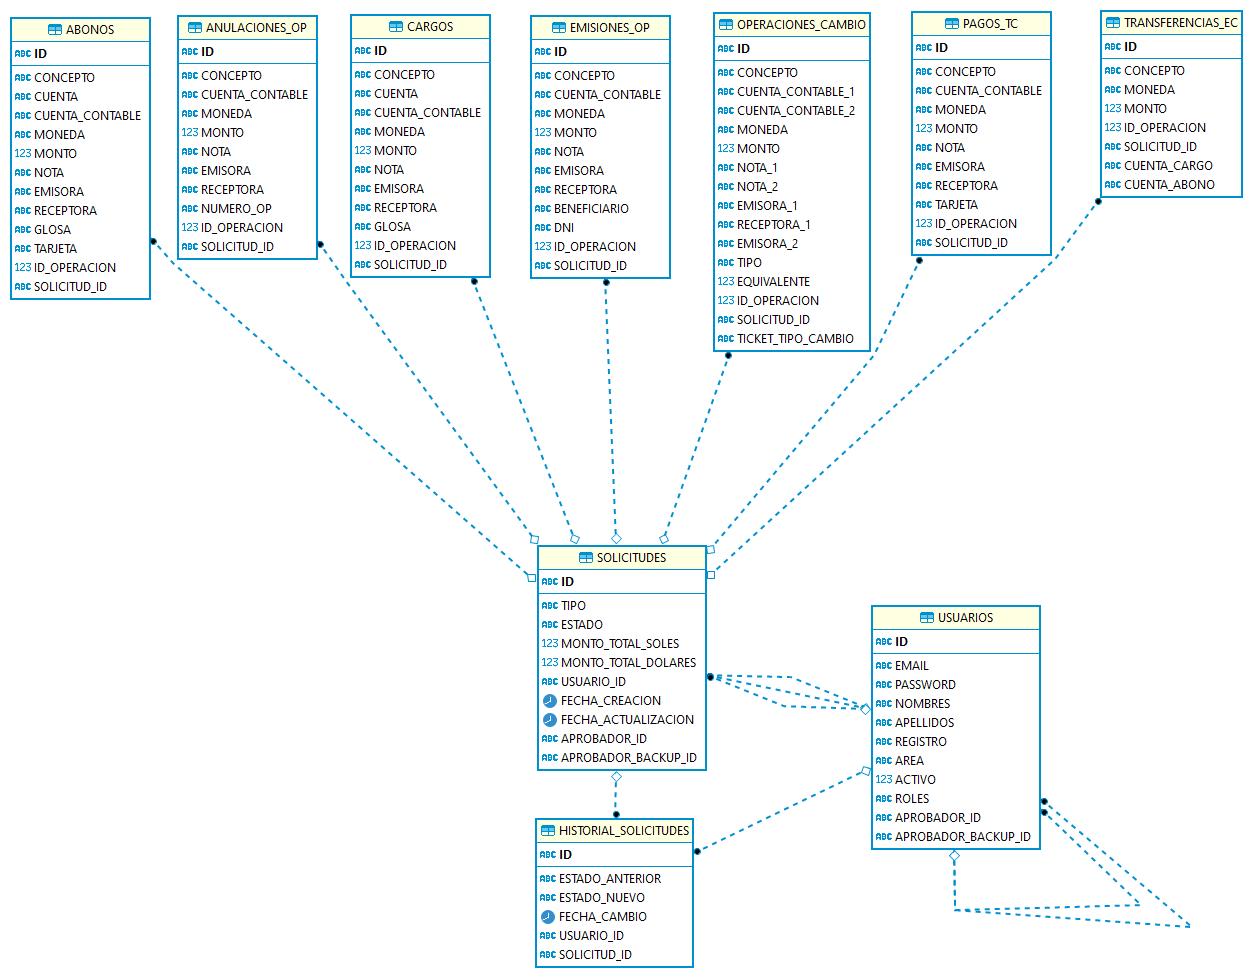 ABONOS
ABC ID
ABC CONCEPTO
ABC CUENTA
ABC CUENTA_CONTABLE
ABC MONEDA
123 MONTO
ABC NOTA
ABC EMISORA
ABC RECEPTORA
ABC GLOSA
ABC TARJETA
123 ID_OPERACION
ABC SOLICITUD_ID
ANULACIONES_OP
ABC ID
ABC CONCEPTO
ABC CUENTA_CONTABLE
ABC MONEDA
123 MONTO
ABC NOTA
ABC EMISORA
ABC RECEPTORA
ABC NUMERO_OP
123 ID_OPERACION
ABC SOLICITUD_ID
CARGOS
ABC ID
ABC CONCEPTO
ABC CUENTA
ABC CUENTA_CONTABLE
ABC MONEDA
123 MONTO
ABC NOTA
ABC EMISORA
ABC RECEPTORA
ABC GLOSA
123 ID_OPERACION
ABC SOLICITUD_ID
EMISIONES_OP
ABC ID
ABC CONCEPTO
ABC CUENTA_CONTABLE
ABC MONEDA
123 MONTO
ABC NOTA
ABC EMISORA
ABC RECEPTORA
ABC BENEFICIARIO
ABC DNI
123 ID_OPERACION
ABC SOLICITUD_ID
OPERACIONES_CAMBIO
ABC ID
ABC CONCEPTO
ABC CUENTA_CONTABLE_1
ABC CUENTA_CONTABLE_2
ABC MONEDA
123 MONTO
ABC NOTA_1
ABC NOTA_2
ABC EMISORA_1
ABC RECEPTORA_1
ABC EMISORA_2
ABC TIPO
123 EQUIVALENTE
123 ID_OPERACION
ABC SOLICITUD_ID
ABC TICKET_TIPO_CAMBIO
PAGOS_TC
ABC ID
ABC CONCEPTO
ABC CUENTA_CONTABLE
ABC MONEDA
123 MONTO
ABC NOTA
ABC EMISORA
ABC RECEPTORA
ABC TARJETA
123 ID_OPERACION
ABC SOLICITUD_ID
TRANSFERENCIAS_EC
ABC ID
ABC CONCEPTO
ABC MONEDA
123 MONTO
123 ID_OPERACION
ABC SOLICITUD_ID
ABC CUENTA_CARGO
ABC CUENTA_ABONO
SOLICITUDES
ABC ID
ABC TIPO
ABC ESTADO
123 MONTO_TOTAL_SOLES
123 MONTO_TOTAL_DOLARES
ABC USUARIO_ID
FECHA_CREACION
FECHA_ACTUALIZACION
ABC APROBADOR_ID
ABC APROBADOR_BACKUP_ID
USUARIOS
ABC ID
ABC EMAIL
ABC PASSWORD
ABC NOMBRES
ABC APELLIDOS
ABC REGISTRO
ABC AREA
123 ACTIVO
ABC ROLES
ABC APROBADOR_ID
ABC APROBADOR_BACKUP_ID
HISTORIAL_SOLICITUDES
ABC ID
ABC ESTADO_ANTERIOR
ABC ESTADO_NUEVO
FECHA_CAMBIO
ABC USUARIO_ID
ABC SOLICITUD_ID